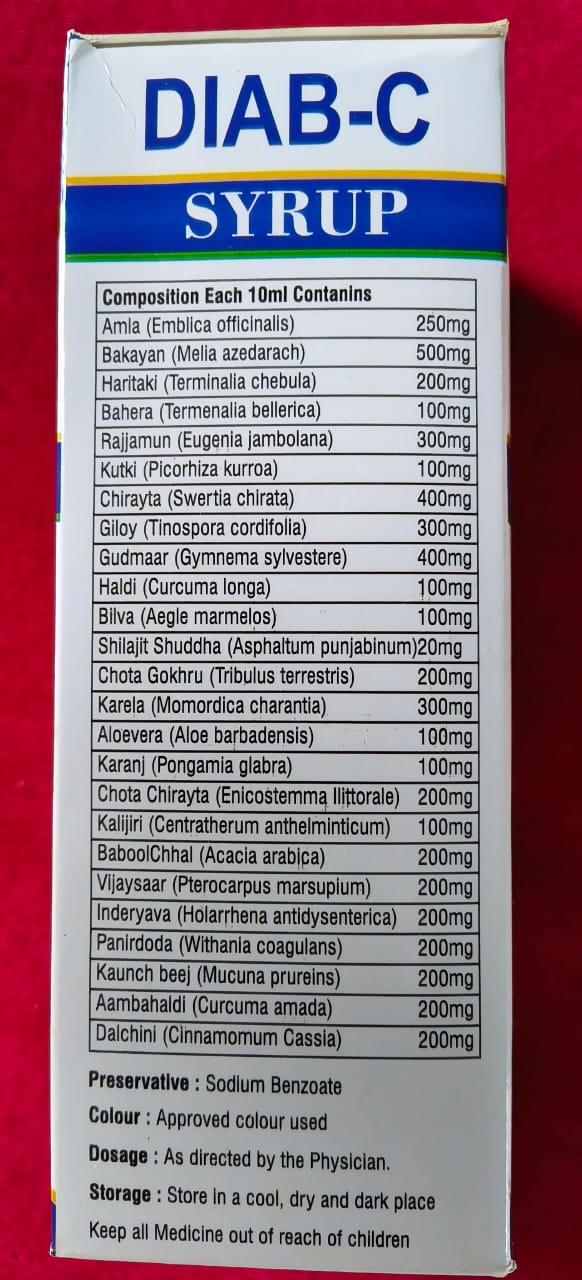 DIAB-C
SYRUP
Composition Each 10ml Contanins
Amla (Emblica officinalis) 250mg
Bakayan (Melia azedarach) 500mg
Haritaki (Terminalia chebula) 200mg
Bahera (Termenalia bellerica) 100mg
Rajjamun (Eugenia jambolana) 300mg
Kutki (Picorhiza kurroa) 100mg
Chirayta (Swertia chirata) 400mg
Giloy (Tinospora cordifolia) 300mg
Gudmaar (Gymnema sylvestere) 400mg
Haldi (Curcuma longa) 100mg
Bilva (Aegle marmelos) 100mg
Shilajit Shuddha (Asphaltum punjabinum)20mg
Chota Gokhru (Tribulus terrestris) 200mg
Karela (Momordica charantia) 300mg
Aloevera (Aloe barbadensis) 100mg
Karanj (Pongamia glabra) 100mg
Chota Chirayta (Enicostemma Ilittorale) 200mg
Kalijiri (Centratherum anthelminticum) 100mg
BaboolChhal (Acacia arabica) 200mg
Vijaysaar (Pterocarpus marsupium) 200mg
Inderyava (Holarrhena antidysenterica) 200mg
Panirdoda (Withania coagulans) 200mg
Kaunch beej (Mucuna prureins) 200mg
Aambahaldi (Curcuma amada) 200mg
Dalchini (Cinnamomum Cassia) 200mg
Preservative : Sodium Benzoate
Colour : Approved colour used
Dosage : As directed by the Physician.
Storage : Store in a cool, dry and dark place
Keep all Medicine out of reach of children